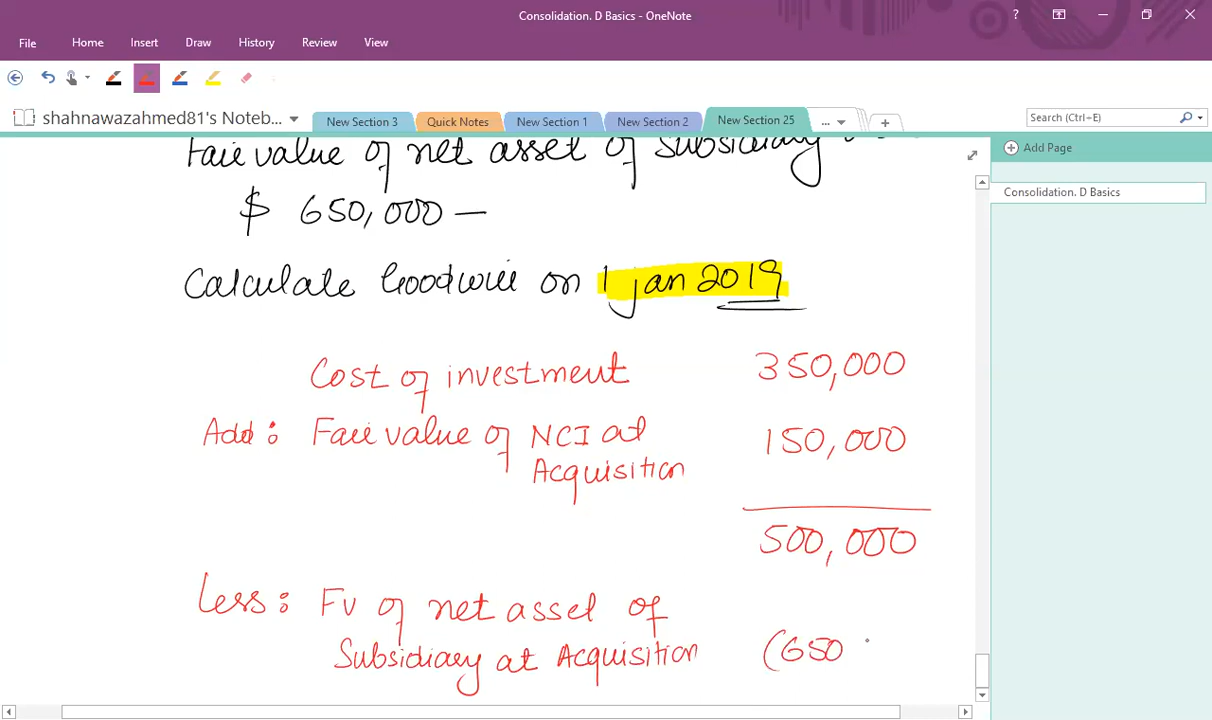 Consolidation. D Basics - OneNote
?
File Home Insert Draw History Review View
shahnawazahmed81's Noteb... New Section 3 Quick Notes New Section 1 New Section 2 New Section 25 ... + Search (Ctrl+E)
Add Page
Consolidation. D Basics
Fair value of net asset of Subsidiary
$ 650,000 —
Calculate Goodwill on 1 jan 2019
Cost of investment 350,000
Add: Fair value of NCI at 150,000
Acquisition
500,000
Less: FV of net asset of
Subsidiary at Acquisition (650